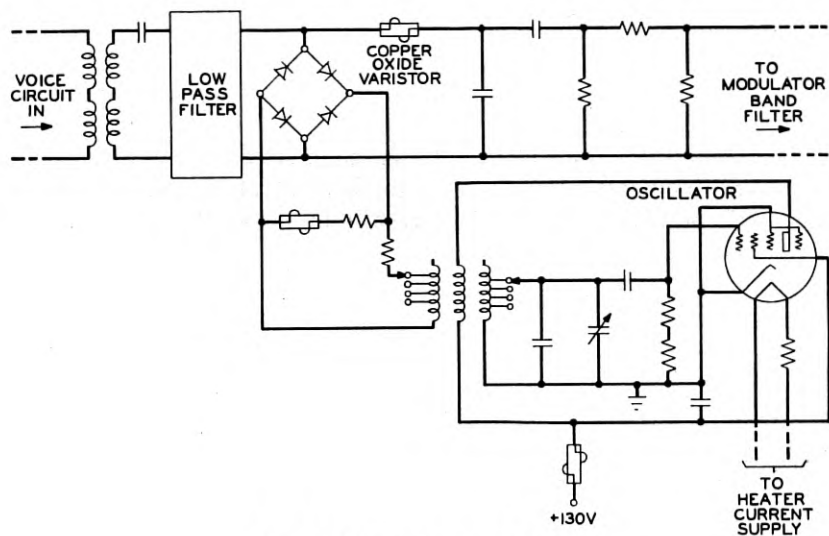 VOICE
CIRCUIT
IN
LOW
PASS
FILTER
COPPER
OXIDE
VARISTOR
TO
MODULATOR
BAND
FILTER
OSCILLATOR
+130V
TO
HEATER
CURRENT
SUPPLY